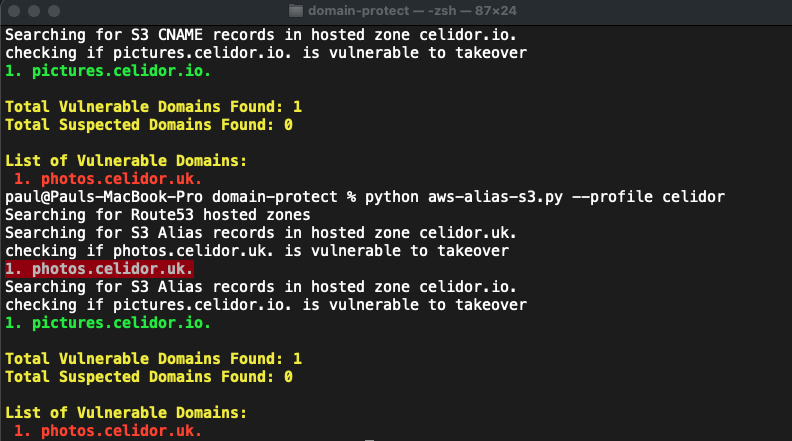 domain-protect — -zsh — 87×24
Searching for S3 CNAME records in hosted zone celidor.io.
checking if pictures.celidor.io. is vulnerable to takeover
1. pictures.celidor.io.
Total Vulnerable Domains Found: 1
Total Suspected Domains Found: 0
List of Vulnerable Domains:
1. photos.celidor.uk.
paul@Pauls-MacBook-Pro domain-protect % python aws-alias-s3.py --profile celidor
Searching for Route53 hosted zones
Searching for S3 Alias records in hosted zone celidor.uk.
checking if photos.celidor.uk. is vulnerable to takeover
1. photos.celidor.uk.
Searching for S3 Alias records in hosted zone celidor.io.
checking if pictures.celidor.io. is vulnerable to takeover
1. pictures.celidor.io.
Total Vulnerable Domains Found: 1
Total Suspected Domains Found: 0
List of Vulnerable Domains:
1. photos.celidor.uk.